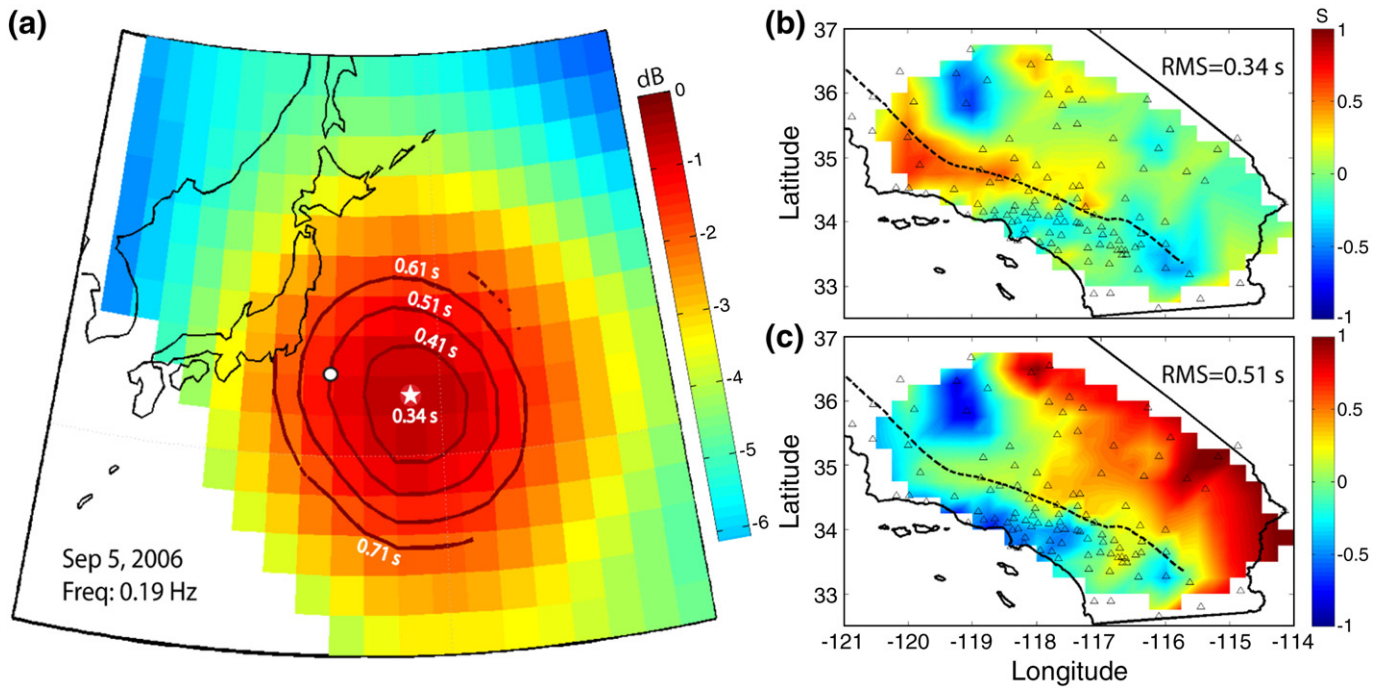 (a)
dB
0
-1
-2
-3
-4
-5
-6
0.61 s
0.51 s
0.41 s
0.34 s
0.71 s
Sep 5, 2006
Freq: 0.19 Hz
(b)
RMS=0.34 s
Latitude
37
36
35
34
33
S
1
0.5
0
-0.5
-1
(c)
RMS=0.51 s
Latitude
37
36
35
34
33
-121 -120 -119 -118 -117 -116 -115 -114
Longitude
1
0.5
0
-0.5
-1